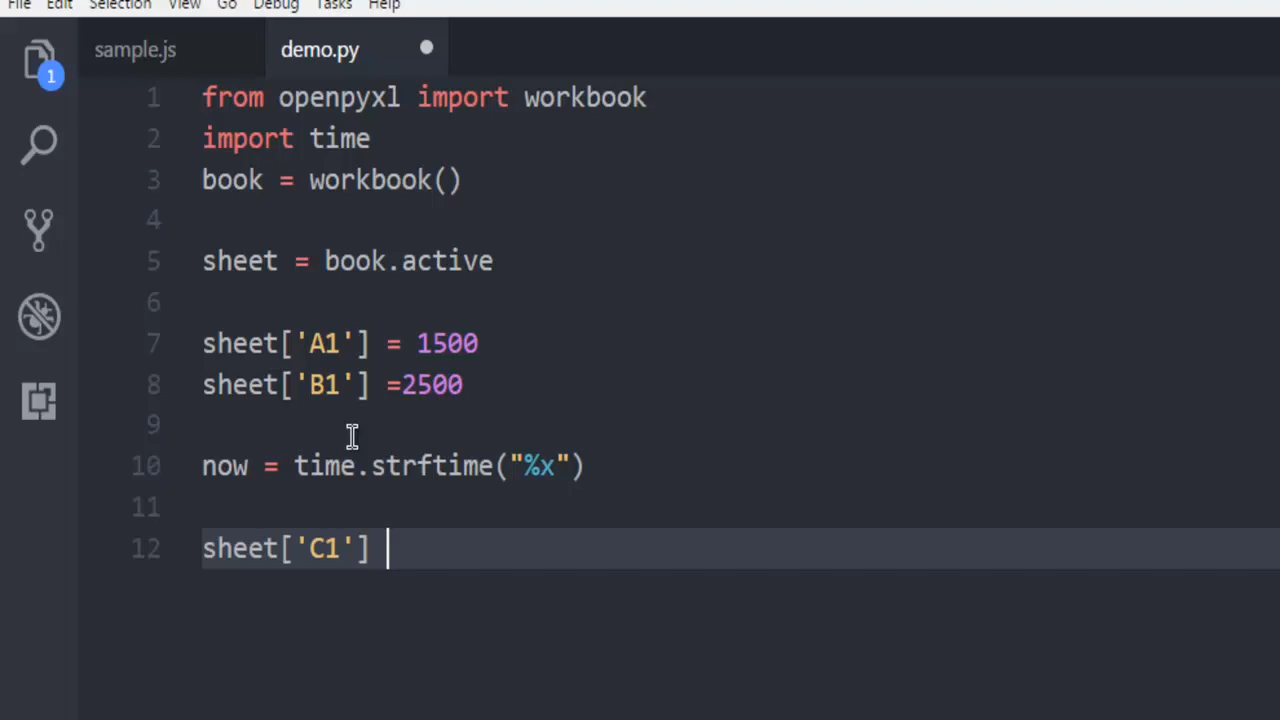 File Edit Selection View Go Debug Tasks Help
sample.js demo.py
1
1 from openpyxl import workbook
2 import time
3 book = workbook()
4
5 sheet = book.active
6
7 sheet['A1'] = 1500
8 sheet['B1'] =2500
9
10 now = time.strftime("%x")
11
12 sheet['C1']